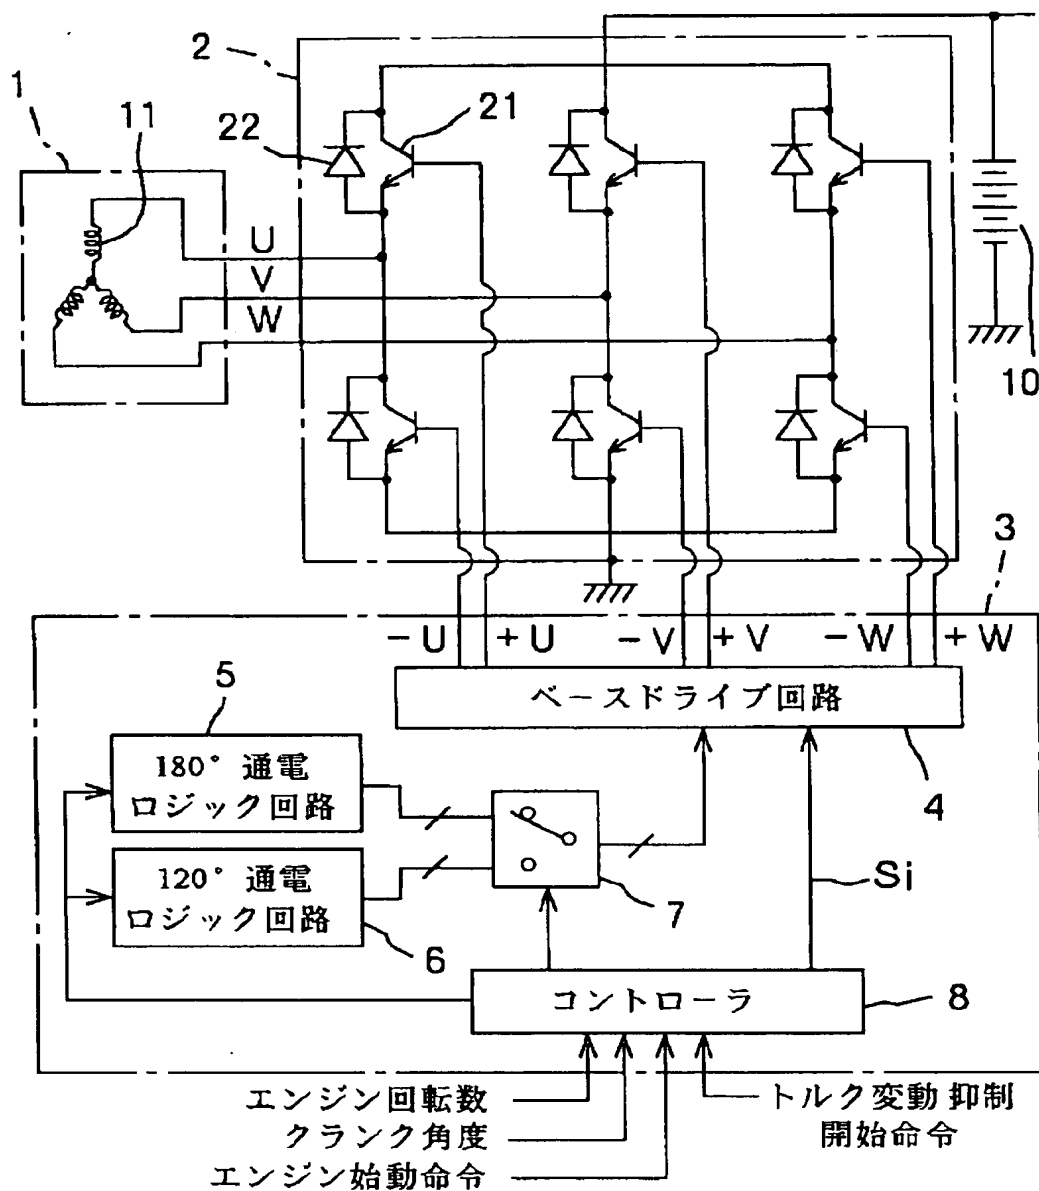 2
1
11
22
21
U
V
W
10
3
－U ＋U －V ＋V －W ＋W
ベースドライブ回路
5
180°通電
ロジック回路
4
120°通電
ロジック回路
7
Si
6
コントローラ
8
エンジン回転数
クランク角度
エンジン始動命令
トルク変動抑制
開始命令